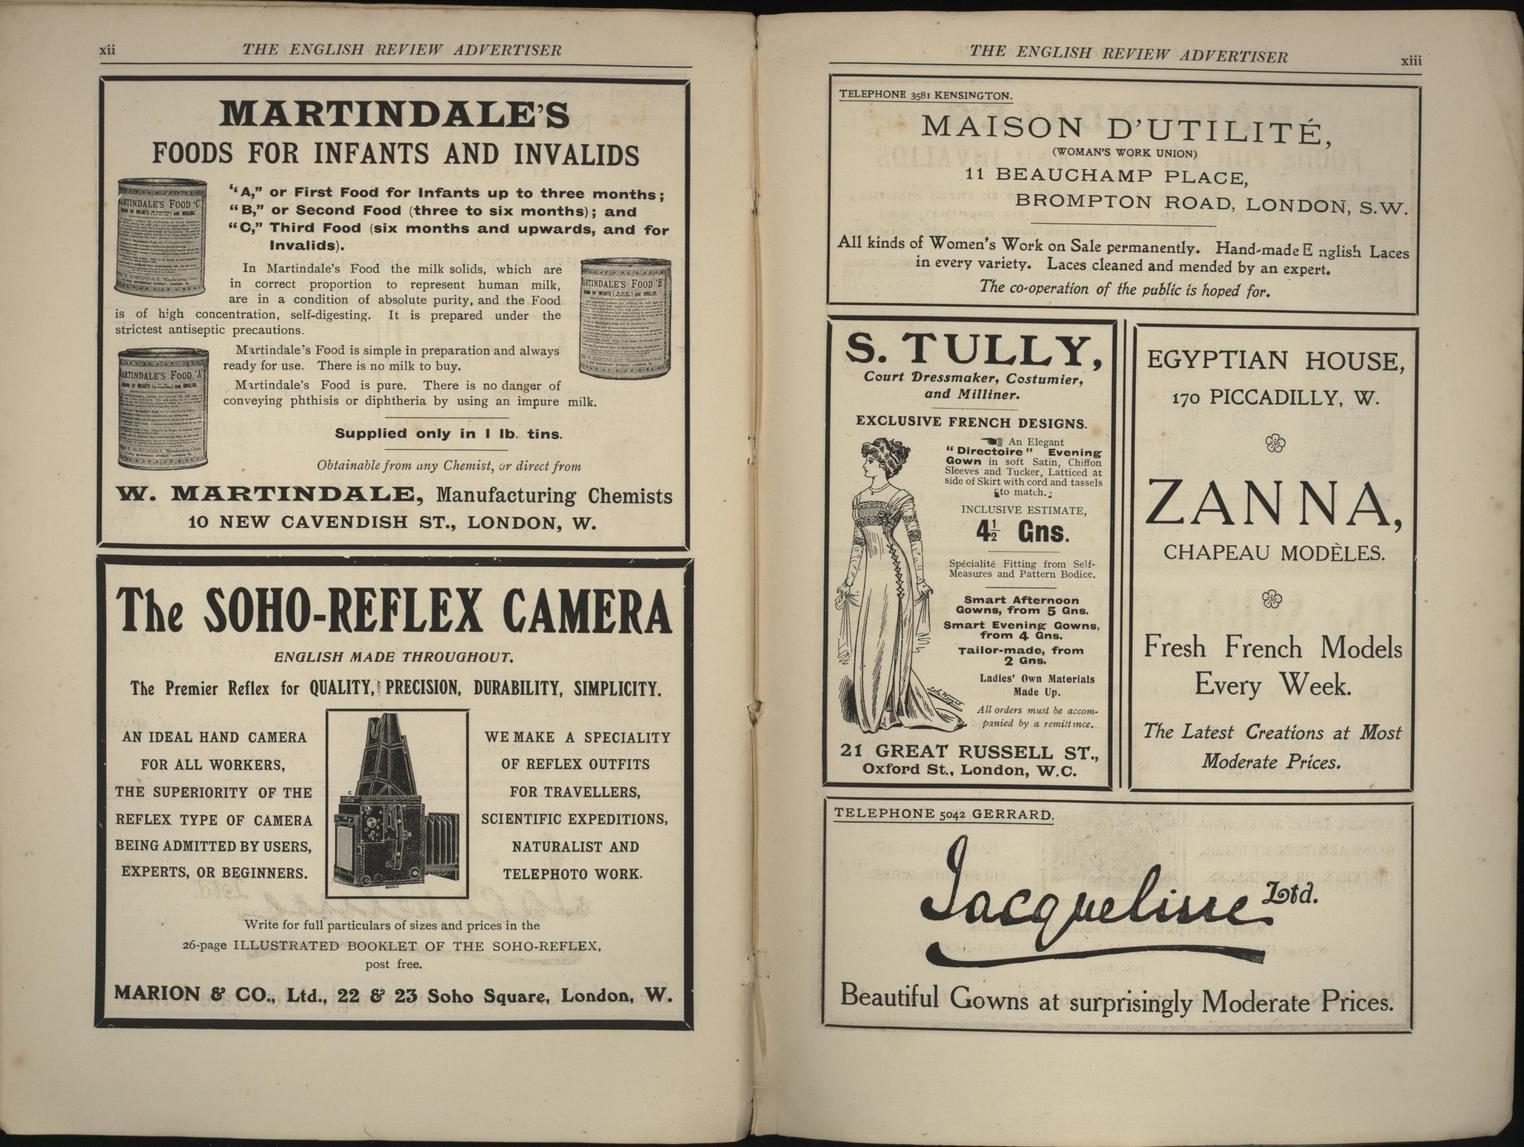 xii
THE ENGLISH REVIEW ADVERTISER
MARTINDALE'S
FOODS FOR INFANTS AND INVALIDS
"A," or First Food for Infants up to three months;
"B," or Second Food (three to six months); and
"C," Third Food (six months and upwards, and for
Invalids).
In Martindale's Food the milk solids, which are
in correct proportion to represent human milk,
are in a condition of absolute purity, and the Food
is of high concentration, self-digesting. It is prepared under the
strictest antiseptic precautions.
Martindale's Food is simple in preparation and always
ready for use. There is no milk to buy.
Martindale's Food is pure. There is no danger of
conveying phthisis or diphtheria by using an impure milk.
Supplied only in 1 lb. tins.
Obtainable from any Chemist, or direct from
W. MARTINDALE, Manufacturing Chemists
10 NEW CAVENDISH ST., LONDON, W.
The SOHO-REFLEX CAMERA
ENGLISH MADE THROUGHOUT.
The Premier Reflex for QUALITY, PRECISION, DURABILITY, SIMPLICITY.
AN IDEAL HAND CAMERA
FOR ALL WORKERS,
THE SUPERIORITY OF THE
REFLEX TYPE OF CAMERA
BEING ADMITTED BY USERS,
EXPERTS, OR BEGINNERS.
WE MAKE A SPECIALITY
OF REFLEX OUTFITS
FOR TRAVELLERS,
SCIENTIFIC EXPEDITIONS,
NATURALIST AND
TELEPHOTO WORK.
Write for full particulars of sizes and prices in the
26-page ILLUSTRATED BOOKLET OF THE SOHO-REFLEX,
post free.
MARION & CO., Ltd., 22 & 23 Soho Square, London, W.
THE ENGLISH REVIEW ADVERTISER
xiii
TELEPHONE 3581 KENSINGTON.
MAISON D'UTILITÉ,
(WOMAN'S WORK UNION)
11 BEAUCHAMP PLACE,
BROMPTON ROAD, LONDON, S.W.
All kinds of Women's Work on Sale permanently. Hand-made E nglish Laces
in every variety. Laces cleaned and mended by an expert.
The co-operation of the public is hoped for.
S. TULLY,
Court Dressmaker, Costumier,
and Milliner.
EXCLUSIVE FRENCH DESIGNS.
An Elegant
"Directoire" Evening
Gown in soft Satin, Chiffon
Sleeves and Tucker, Latticed at
side of Skirt with cord and tassels
to match.
INCLUSIVE ESTIMATE,
4½ Gns.
Spécialité Fitting from Self-
Measures and Pattern Bodice.
Smart Afternoon
Gowns, from 5 Gns.
Smart Evening Gowns,
from 4 Gns.
Tailor-made, from
2 Gns.
Ladies' Own Materials
Made Up.
All orders must be accom-
panied by a remittance.
21 GREAT RUSSELL ST.,
Oxford St., London, W.C.
EGYPTIAN HOUSE,
170 PICCADILLY, W.
ZANNA,
CHAPEAU MODÈLES.
Fresh French Models
Every Week.
The Latest Creations at Most
Moderate Prices.
TELEPHONE 5042 GERRARD.
Jacqueline Ltd.
Beautiful Gowns at surprisingly Moderate Prices.